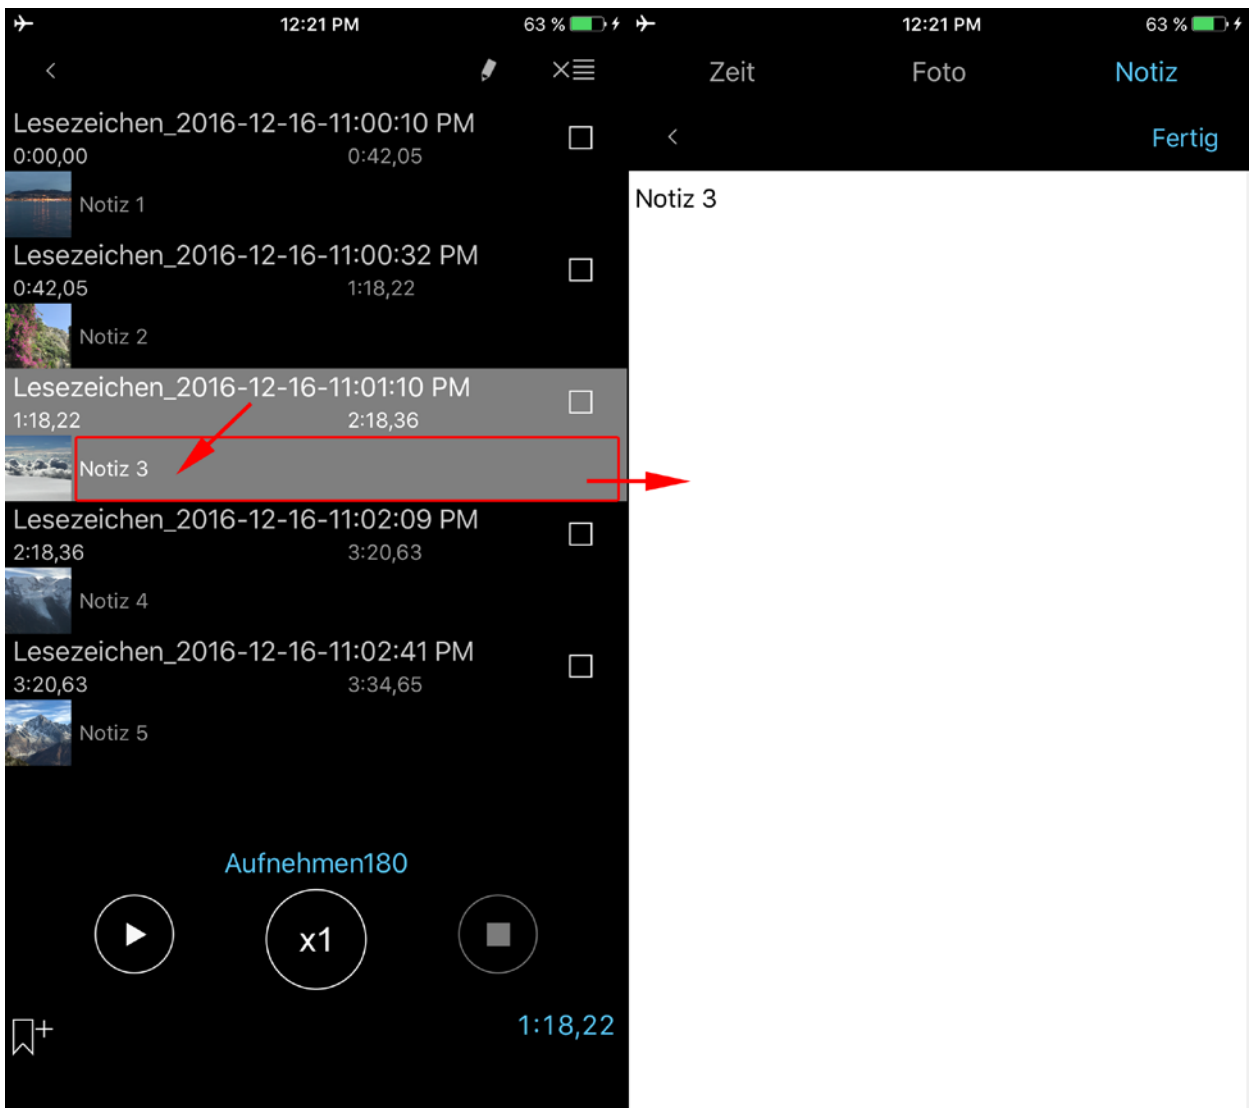 12:21 PM 63 %
Lesezeichen_2016-12-16-11:00:10 PM
0:00,00 0:42,05
Notiz 1
Lesezeichen_2016-12-16-11:00:32 PM
0:42,05 1:18,22
Notiz 2
Lesezeichen_2016-12-16-11:01:10 PM
1:18,22 2:18,36
Notiz 3
Lesezeichen_2016-12-16-11:02:09 PM
2:18,36 3:20,63
Notiz 4
Lesezeichen_2016-12-16-11:02:41 PM
3:20,63 3:34,65
Notiz 5
Aufnehmen180
x1
1:18,22
12:21 PM 63 %
Zeit Foto Notiz
Fertig
Notiz 3